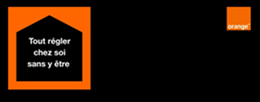 Tout régler
chez soi
sans y être
orange